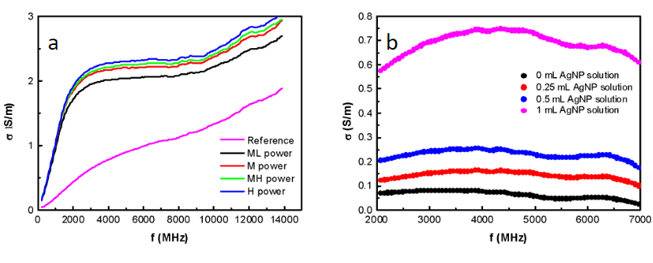 a
3
2
1
0
σ (S/m)
0 2000 4000 6000 8000 10000 12000 14000
f (MHz)
Reference
ML power
M power
MH power
H power
b
0.8
0.7
0.6
0.5
0.4
0.3
0.2
0.1
0.0
σ (S/m)
2000 3000 4000 5000 6000 7000
f (MHz)
0 mL AgNP solution
0.25 mL AgNP solution
0.5 mL AgNP solution
1 mL AgNP solution